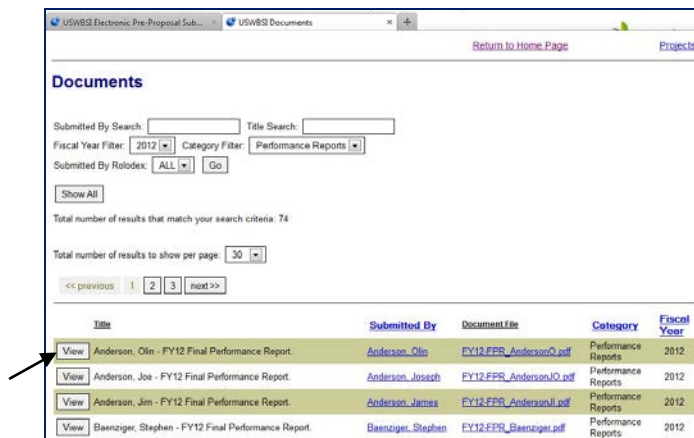 USWBSI Electronic Pre-Proposal Sub... × USWBSI Documents × +
Return to Home Page Projects
Documents
Submitted By Search: Title Search:
Fiscal Year Filter: 2012 Category Filter: Performance Reports
Submitted By Rolodex: ALL Go
Show All
Total number of results that match your search criteria: 74
Total number of results to show per page: 30
<< previous 1 2 3 next >>
Title Submitted By Document File Category Fiscal Year
View Anderson, Olin - FY12 Final Performance Report. Anderson, Olin FY12-FPR_AndersonO.pdf Performance Reports 2012
View Anderson, Joe - FY12 Final Performance Report. Anderson, Joseph FY12-FPR_AndersonJO.pdf Performance Reports 2012
View Anderson, Jim - FY12 Final Performance Report. Anderson, James FY12-FPR_AndersonJI.pdf Performance Reports 2012
View Baenziger, Stephen - FY12 Final Performance Report. Baenziger, Stephen FY12-FPR_Baenziger.pdf Performance Reports 2012